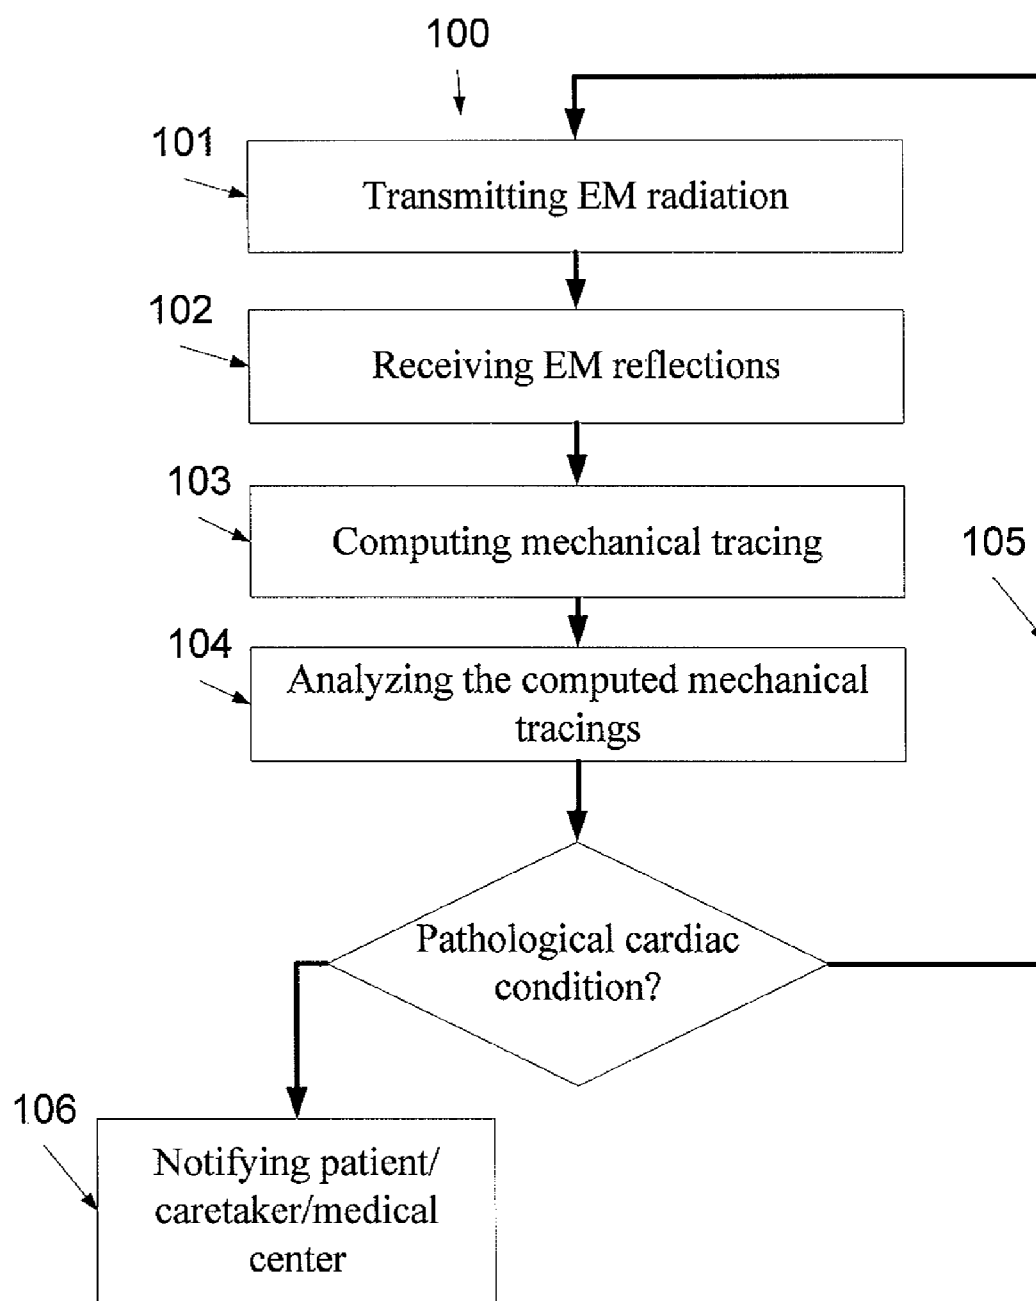 100
101
Transmitting EM radiation
102
Receiving EM reflections
103
Computing mechanical tracing
105
104
Analyzing the computed mechanical
tracings
Pathological cardiac
condition?
106
Notifying patient/
caretaker/medical
center